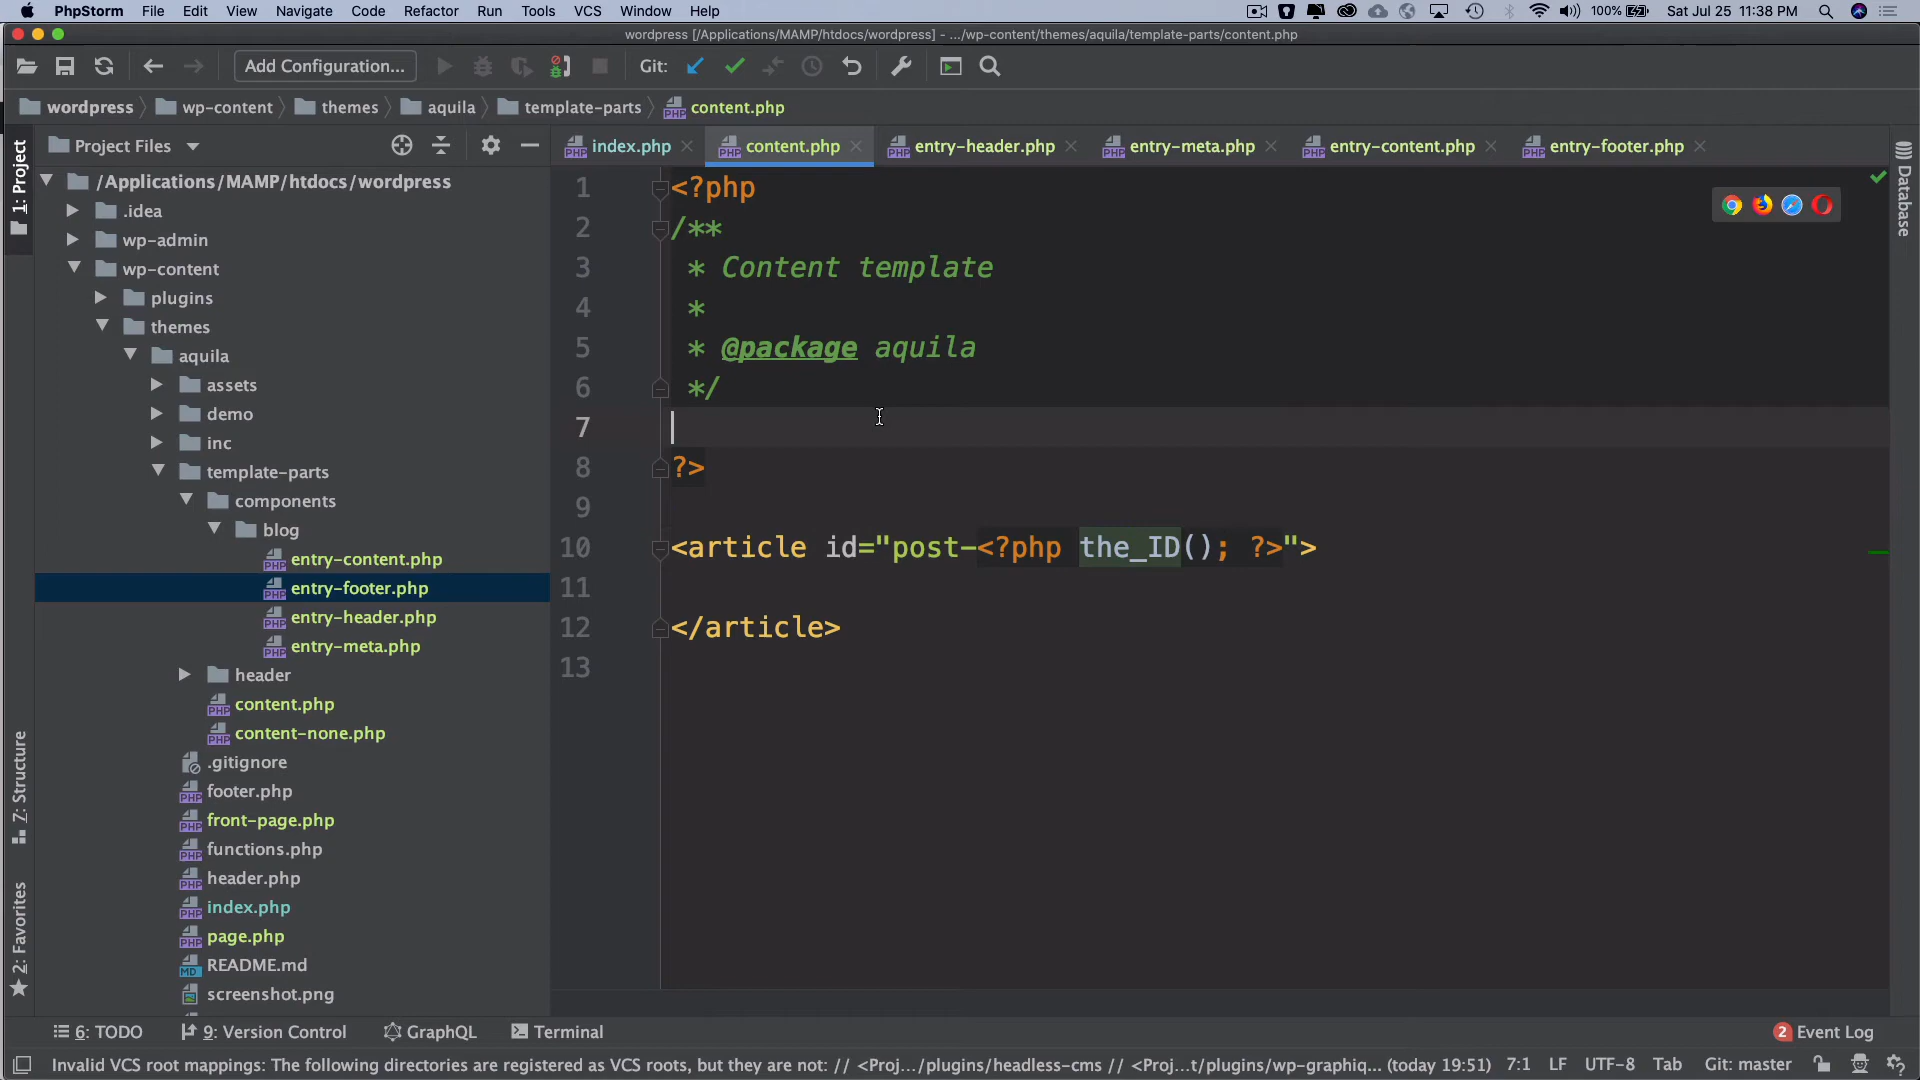 PhpStorm File Edit View Navigate Code Refactor Run Tools VCS Window Help 100% Sat Jul 25 11:38 PM
wordpress [/Applications/MAMP/htdocs/wordpress] - .../wp-content/themes/aquila/template-parts/content.php
Add Configuration... Git:
wordpress wp-content themes aquila template-parts content.php
1: Project
Project Files
index.php content.php entry-header.php entry-meta.php entry-content.php entry-footer.php
Database
/Applications/MAMP/htdocs/wordpress
.idea
wp-admin
wp-content
plugins
themes
aquila
assets
demo
inc
template-parts
components
blog
entry-content.php
entry-footer.php
entry-header.php
entry-meta.php
header
content.php
content-none.php
.gitignore
footer.php
front-page.php
functions.php
header.php
index.php
page.php
README.md
screenshot.png
7: Structure
2: Favorites
1 <?php
2 /**
3 * Content template
4 *
5 * @package aquila
6 */
7
8 ?>
9
10 <article id="post-<?php the_ID(); ?>">
11
12 </article>
13
6: TODO 9: Version Control GraphQL Terminal 2 Event Log
Invalid VCS root mappings: The following directories are registered as VCS roots, but they are not: // <Proj.../plugins/headless-cms // <Proj...t/plugins/wp-graphiq... (today 19:51) 7:1 LF UTF-8 Tab Git: master